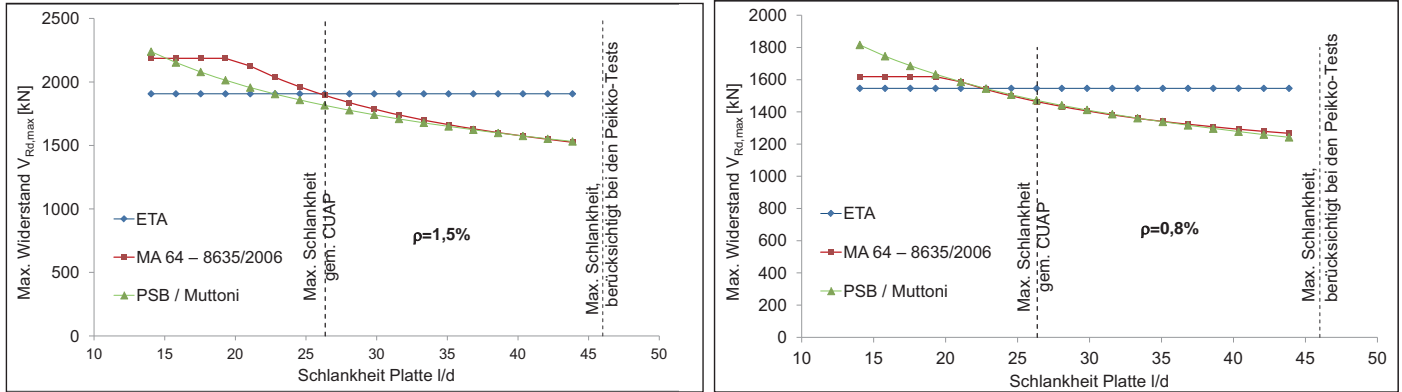 Max. Widerstand V_Rd,max [kN]
2500
2000
1500
1000
500
0
10
15
20
25
30
35
40
45
50
Schlankheit Platte l/d
ETA
MA 64 – 8635/2006
PSB / Muttoni
Max. Schlankheit
gem. CUAP
ρ=1,5%
Max. Schlankheit,
berücksichtigt bei den Peikko-Tests
Max. Widerstand V_Rd,max [kN]
2000
1800
1600
1400
1200
1000
800
600
400
200
0
10
15
20
25
30
35
40
45
50
Schlankheit Platte l/d
ETA
MA 64 – 8635/2006
PSB / Muttoni
Max. Schlankheit
gem. CUAP
ρ=0,8%
Max. Schlankheit,
berücksichtigt bei den Peikko-Tests